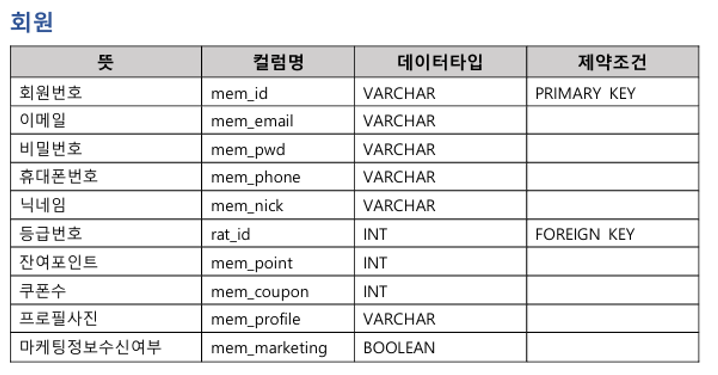 회원
뜻 컬럼명 데이터타입 제약조건
회원번호 mem_id VARCHAR PRIMARY KEY
이메일 mem_email VARCHAR
비밀번호 mem_pwd VARCHAR
휴대폰번호 mem_phone VARCHAR
닉네임 mem_nick VARCHAR
등급번호 rat_id INT FOREIGN KEY
잔여포인트 mem_point INT
쿠폰수 mem_coupon INT
프로필사진 mem_profile VARCHAR
마케팅정보수신여부 mem_marketing BOOLEAN